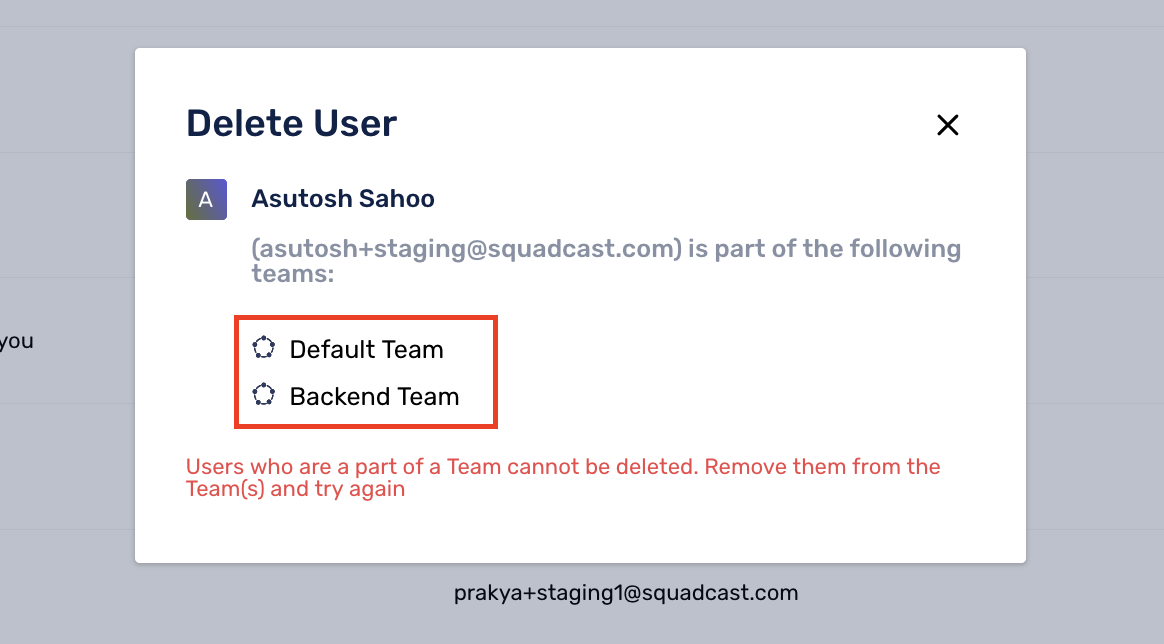 Delete User
A
Asutosh Sahoo
(asutosh+staging@squadcast.com) is part of the following
teams:
you
Default Team
Backend Team
Users who are a part of a Team cannot be deleted. Remove them from the
Team(s) and try again
prakya+staging1@squadcast.com